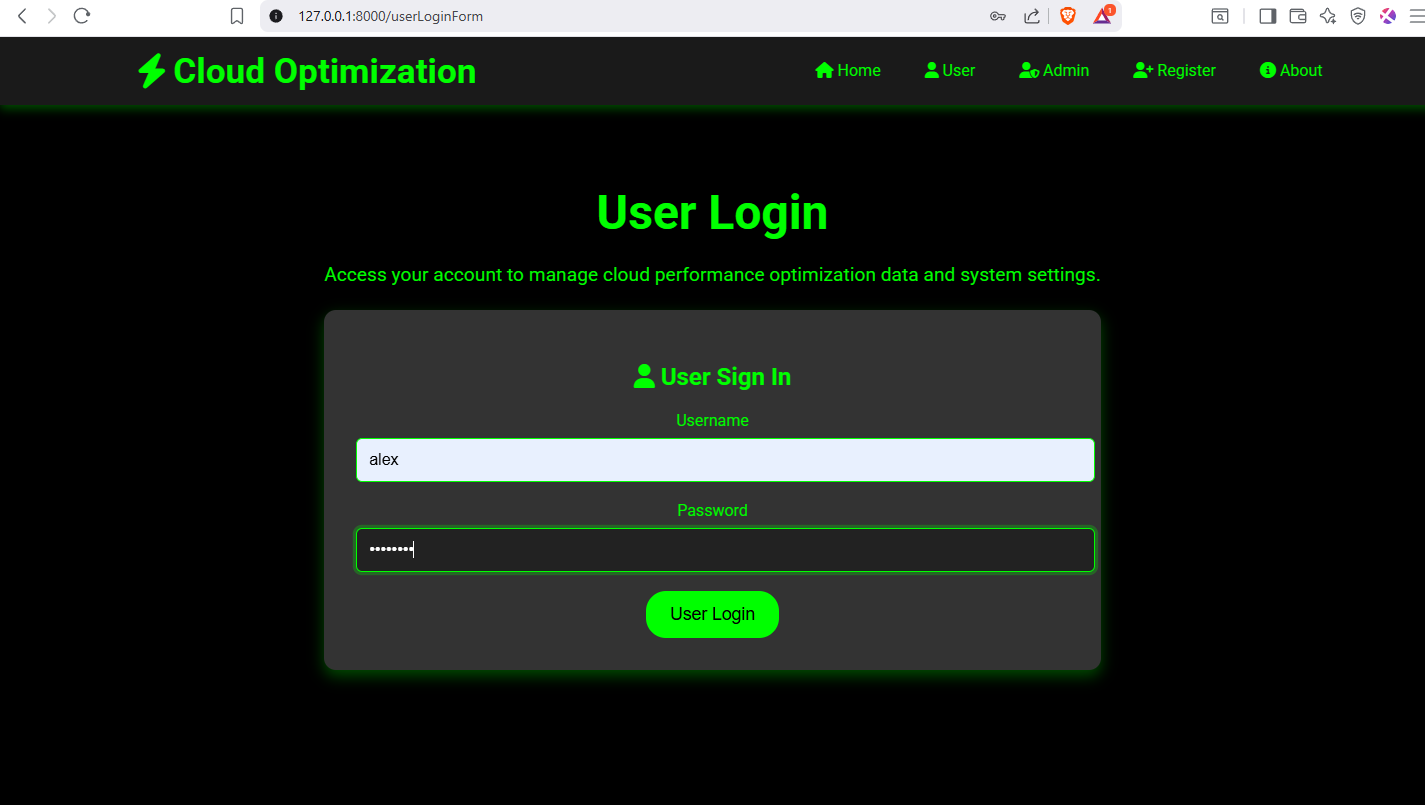 127.0.0.1:8000/userLoginForm
1
Cloud Optimization
Home User Admin Register About
User Login
Access your account to manage cloud performance optimization data and system settings.
User Sign In
Username
alex
Password
••••••••
User Login